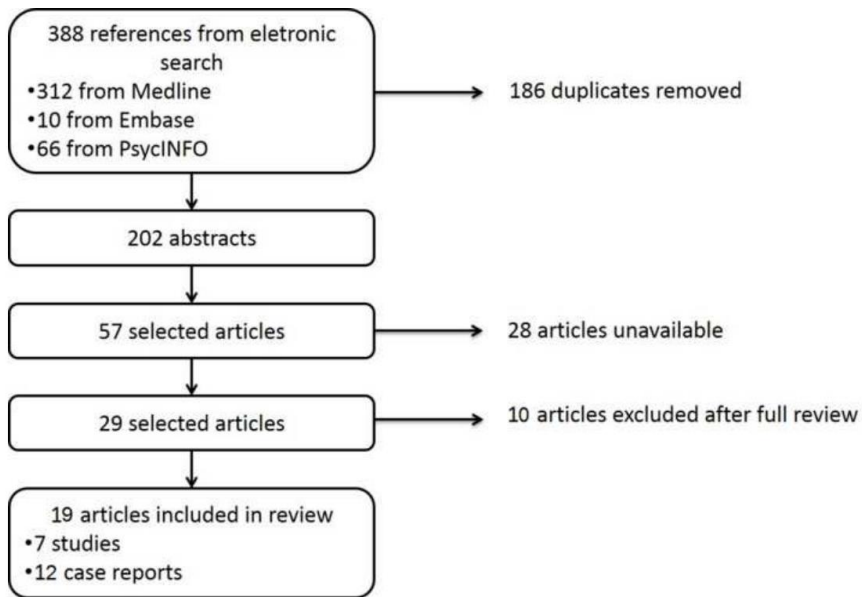 388 references from eletronic
search
•312 from Medline
•10 from Embase
•66 from PsycINFO
186 duplicates removed
202 abstracts
57 selected articles
28 articles unavailable
29 selected articles
10 articles excluded after full review
19 articles included in review
•7 studies
•12 case reports